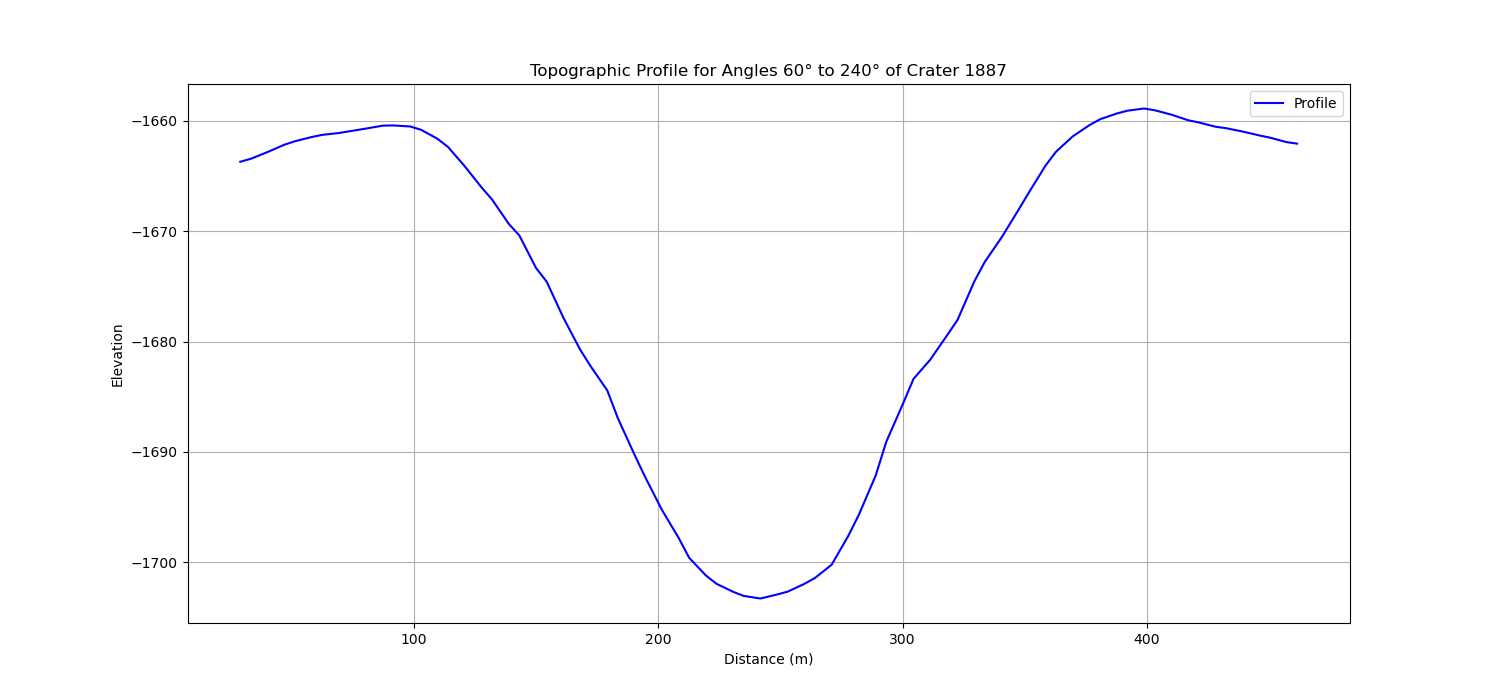 Topographic Profile for Angles 60° to 240° of Crater 1887
Profile
−1660
−1670
−1680
−1690
−1700
Elevation
100
200
300
400
Distance (m)